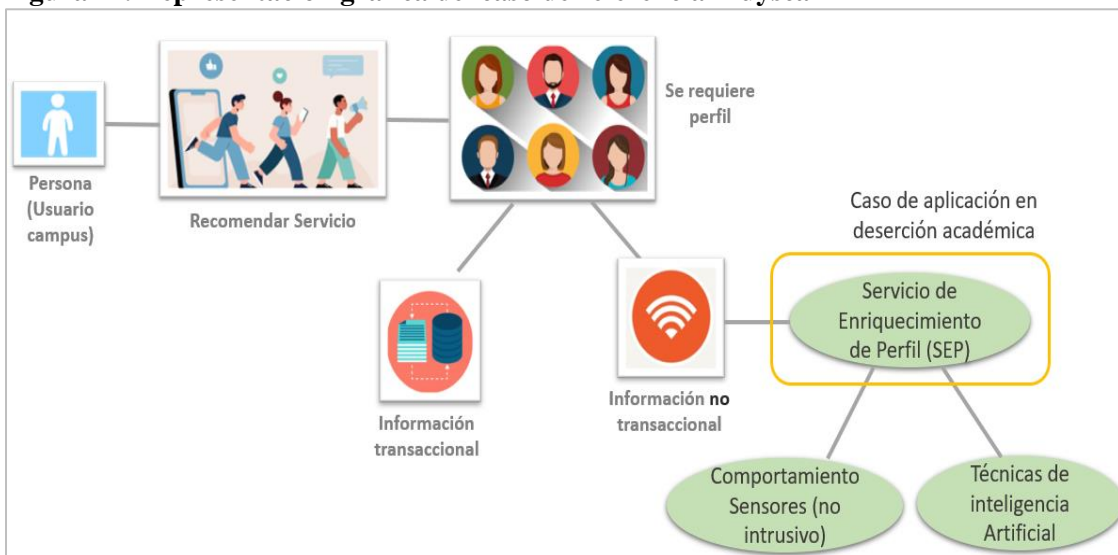 Se requiere
perfil
Persona
(Usuario
campus)
Recomendar Servicio
Caso de aplicación en
deserción académica
Servicio de
Enriquecimiento
de Perfil (SEP)
Información
transaccional
Información no
transaccional
Comportamiento
Sensores (no
intrusivo)
Técnicas de
inteligencia
Artificial